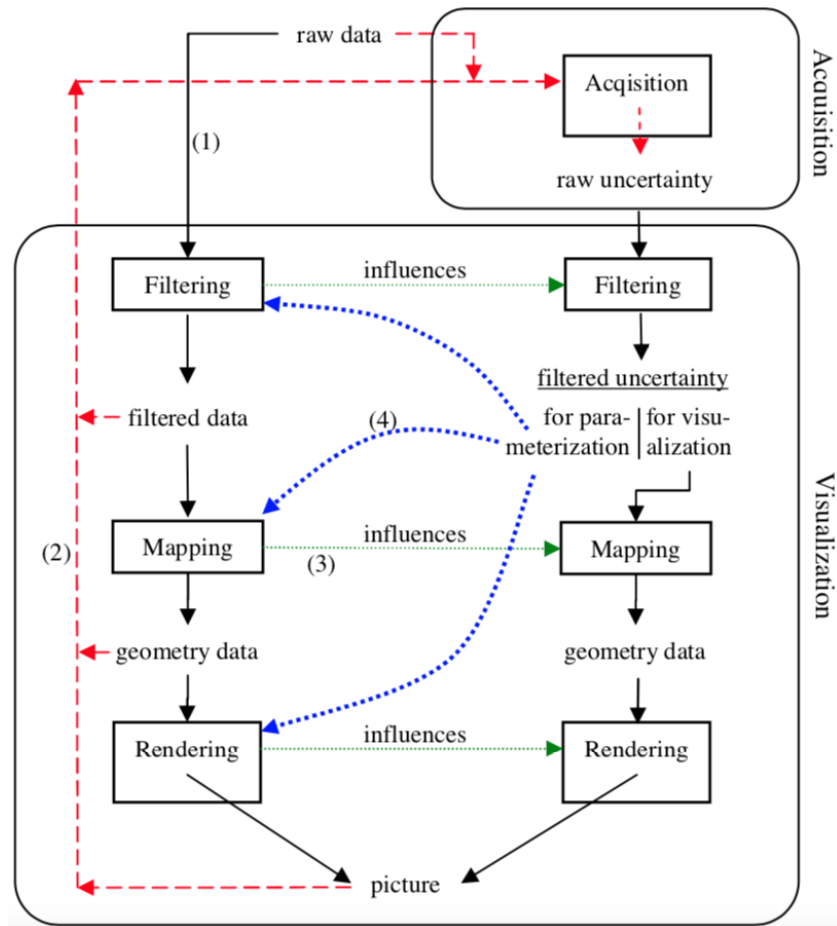 raw data
Acqisition
Acquisition
(1)
raw uncertainty
Filtering
influences
Filtering
filtered uncertainty
filtered data
(4)
for para-
meterization
for visu-
alization
Visualization
(2)
Mapping
influences
(3)
Mapping
geometry data
geometry data
Rendering
influences
Rendering
picture